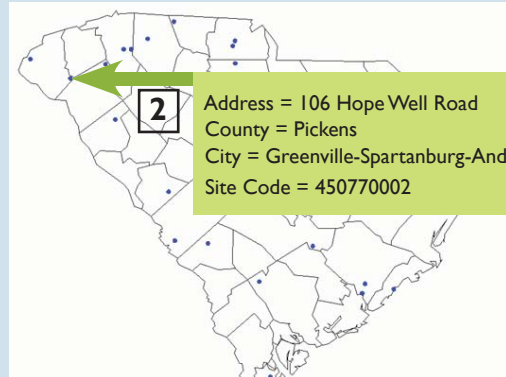 2
Address = 106 Hope Well Road
County = Pickens
City = Greenville-Spartanburg-And
Site Code = 450770002